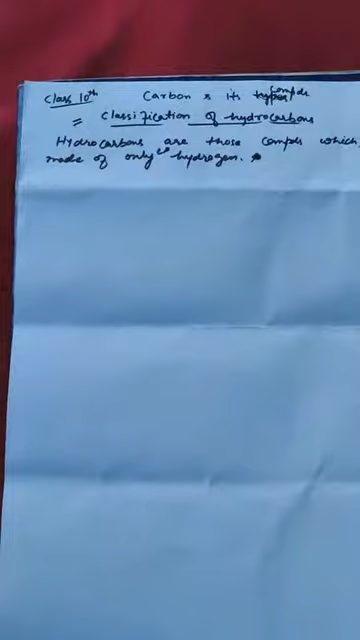 Class 10th Carbon & its compds
= Classification of hydrocarbons
Hydrocarbons are those compds which
made of only C & hydrogen.